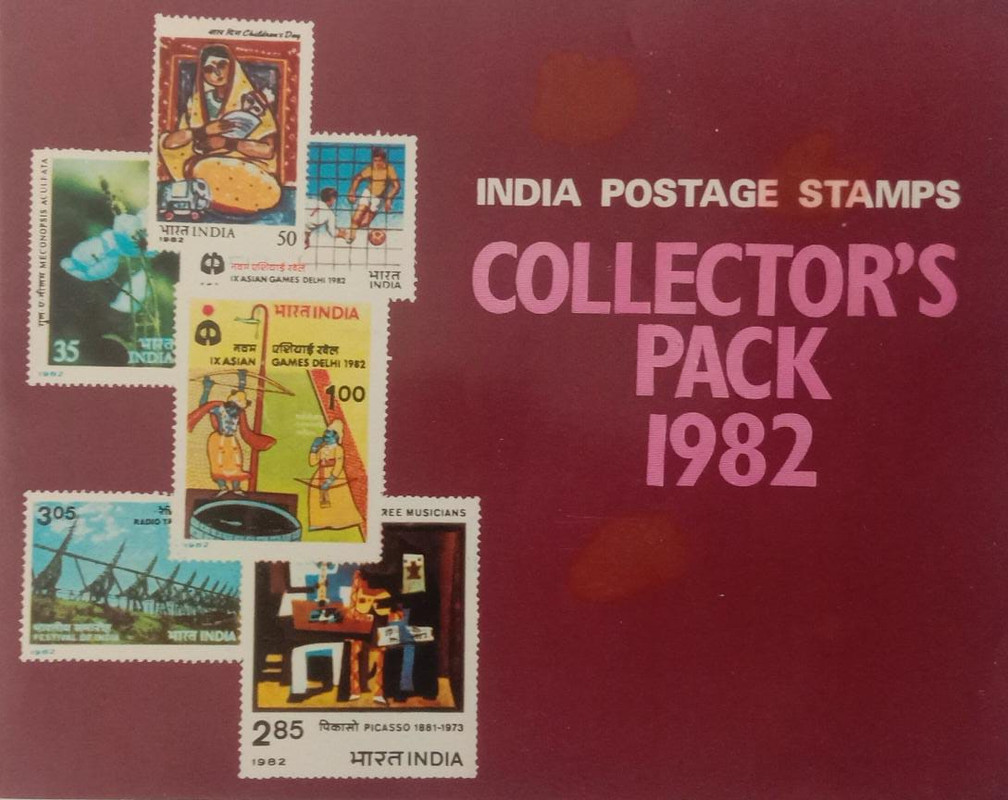 बाल दिवस Children's Day
भारत INDIA
1982
50
MECONOPSIS ACULEATA
35
भारत
INDIA
1982
नवम एशियाई खेल
IX ASIAN GAMES DELHI 1982
भारत
INDIA
भारत INDIA
नवम एशियाई खेल
IX ASIAN GAMES DELHI 1982
1.00
1982
3.05
RADIO
FESTIVAL OF INDIA
भारत INDIA
1982
REE MUSICIANS
2.85
पिकासो PICASSO 1881-1973
1982
भारत INDIA
INDIA POSTAGE STAMPS
COLLECTOR'S
PACK
1982